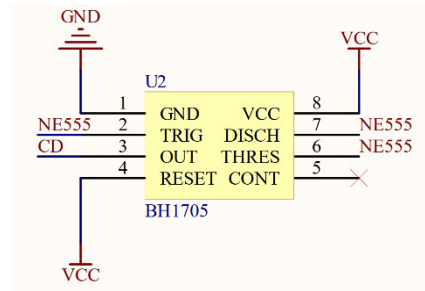 GND
VCC
U2
1 GND VCC 8
NE555 2 TRIG DISCH 7 NE555
CD 3 OUT THRES 6 NE555
4 RESET CONT 5
BH1705
VCC